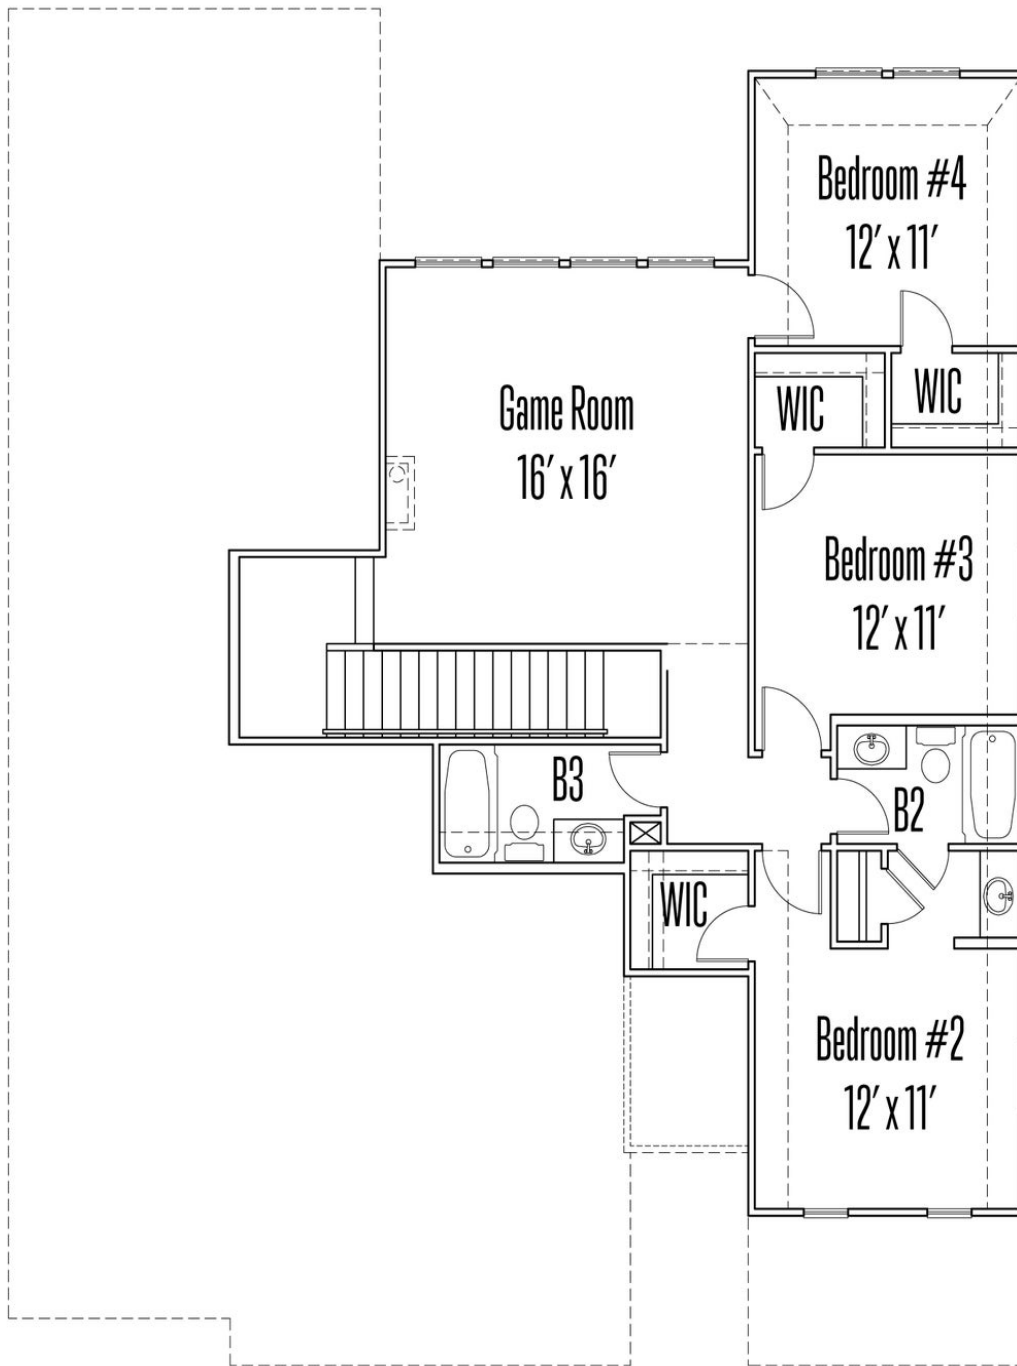 Bedroom #4
12' x 11'
WIC
WIC
Game Room
16' x 16'
Bedroom #3
12' x 11'
B3
B2
WIC
Bedroom #2
12' x 11'